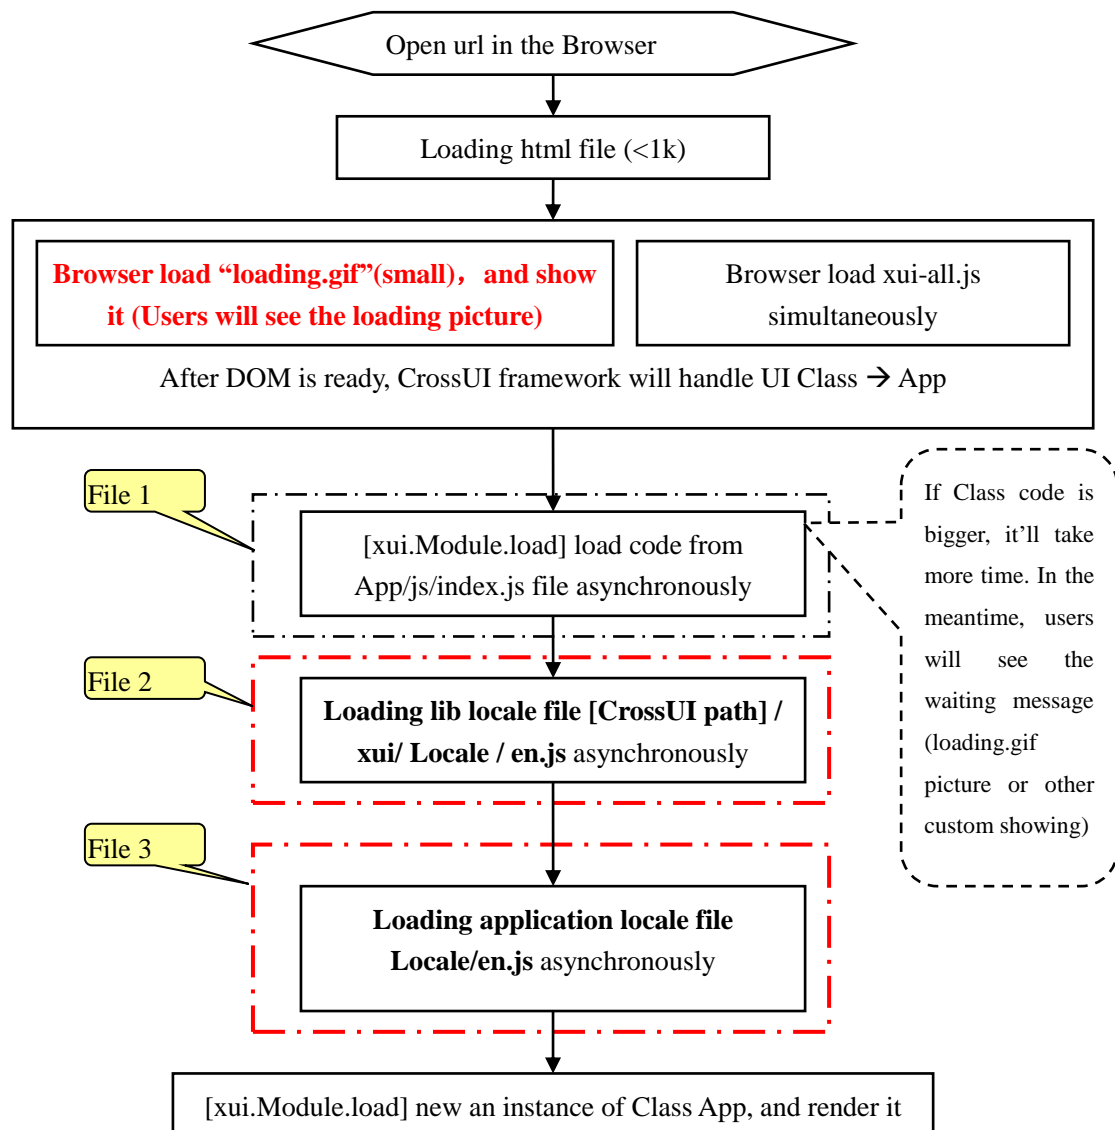 Open url in the Browser
Loading html file (<1k)
Browser load “loading.gif”(small)，and show
it (Users will see the loading picture)
Browser load xui-all.js
simultaneously
After DOM is ready, CrossUI framework will handle UI Class → App
File 1
[xui.Module.load] load code from
App/js/index.js file asynchronously
If Class code is
bigger, it’ll take
more time. In the
meantime, users
will see the
waiting message
(loading.gif
picture or other
custom showing)
File 2
Loading lib locale file [CrossUI path] /
xui/ Locale / en.js asynchronously
File 3
Loading application locale file
Locale/en.js asynchronously
[xui.Module.load] new an instance of Class App, and render it